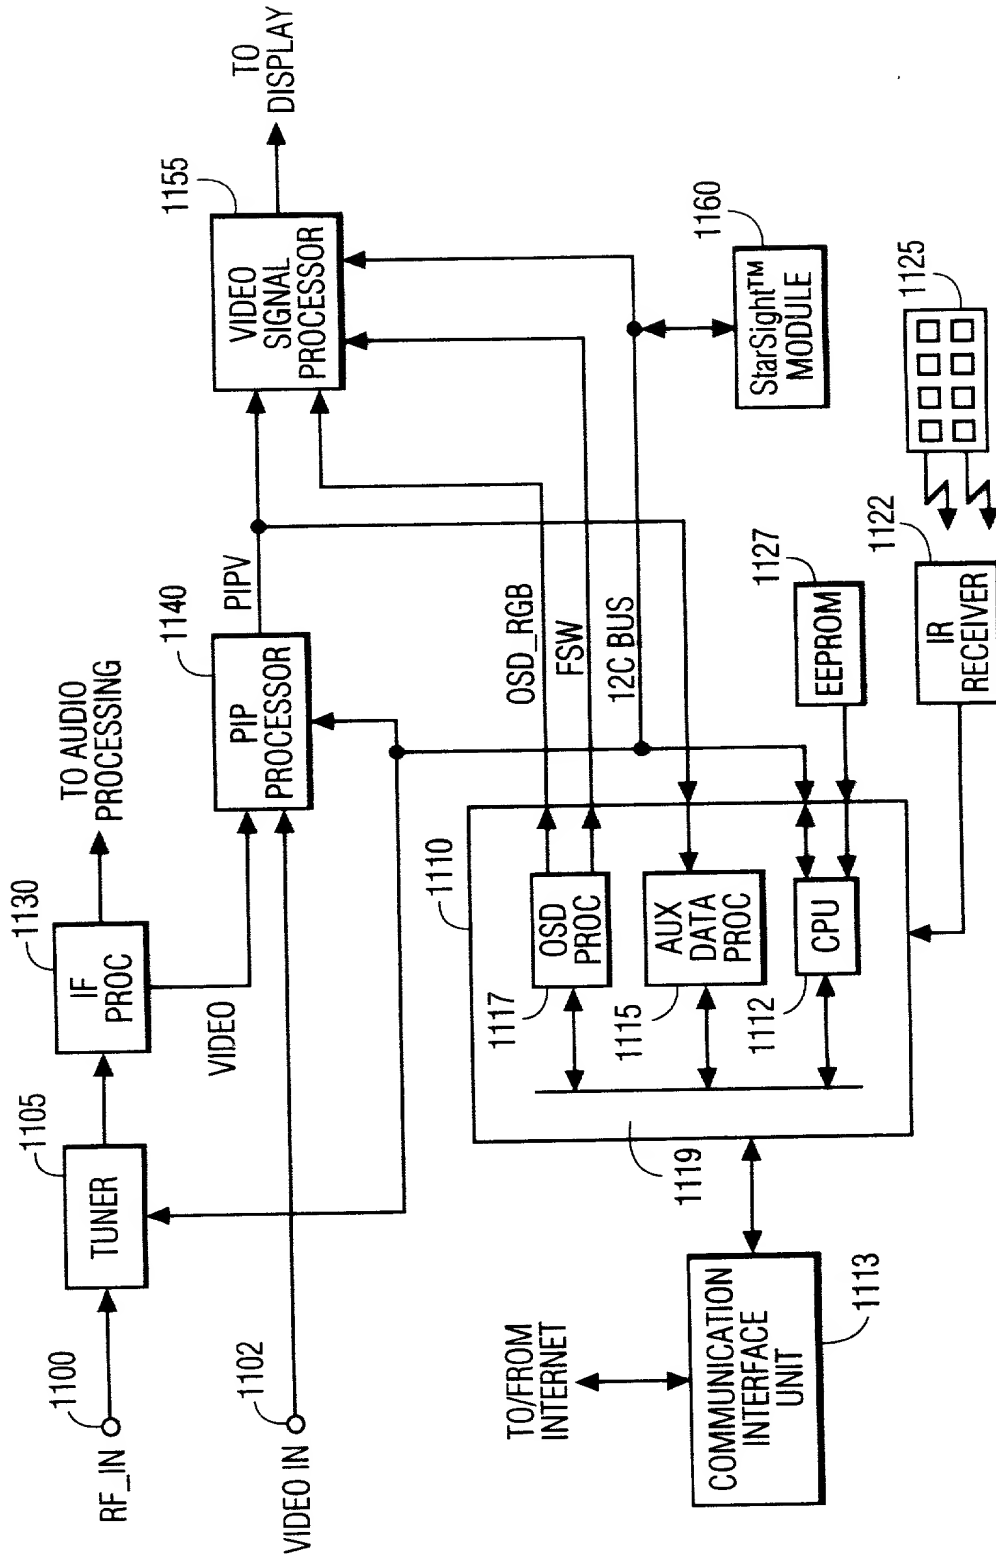 RF_IN
1100
TUNER
1105
IF
PROC
1130
TO AUDIO
PROCESSING
VIDEO
VIDEO IN
1102
PIP
PROCESSOR
1140
PIPV
VIDEO
SIGNAL
PROCESSOR
1155
TO
DISPLAY
OSD_RGB
FSW
12C BUS
1110
OSD
PROC
1117
AUX
DATA
PROC
1115
CPU
1112
1119
TO/FROM
INTERNET
COMMUNICATION
INTERFACE
UNIT
1113
EEPROM
1127
StarSight™
MODULE
1160
IR
RECEIVER
1122
1125